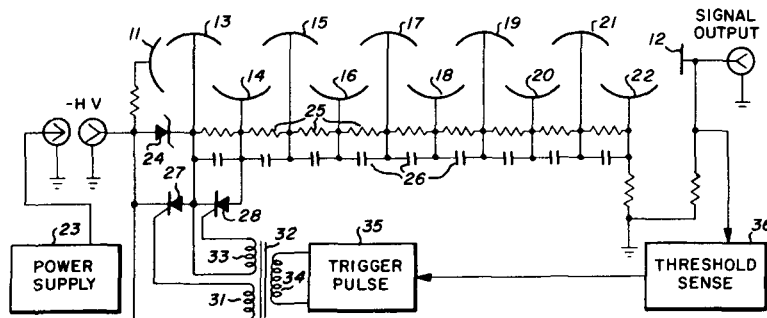 11
13
15
17
19
21
12
SIGNAL
OUTPUT
14
16
18
20
22
-HV
24
25
26
27
28
23
POWER
SUPPLY
33
32
34
31
35
TRIGGER
PULSE
36
THRESHOLD
SENSE